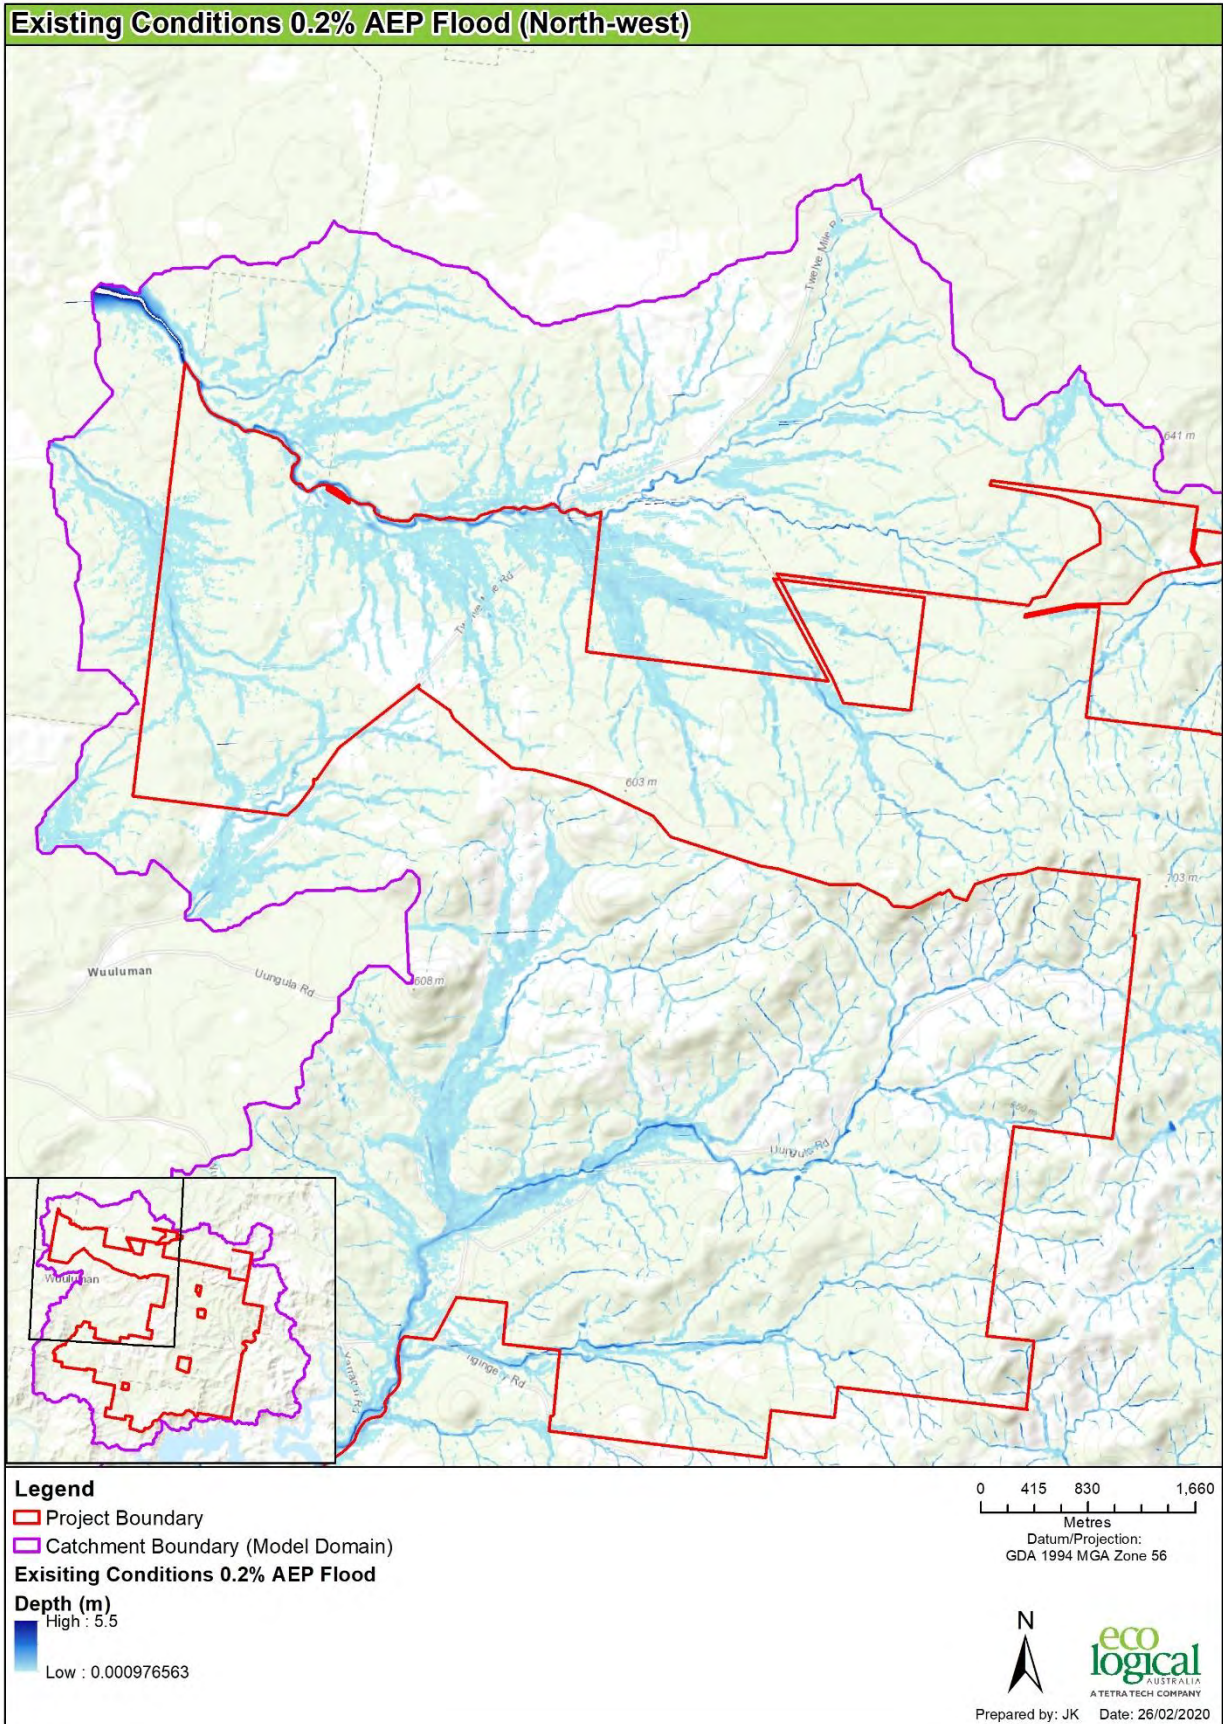 Existing Conditions 0.2% AEP Flood (North-west)
Twelve Mile
641 m
603 m
703 m
Wuuluman
Uungula Rd
608 m
Uungula Rd
Wuuluman
Rd
Legend
Project Boundary
Catchment Boundary (Model Domain)
Exisiting Conditions 0.2% AEP Flood
Depth (m)
High : 5.5
Low : 0.000976563
0 415 830 1,660
Metres
Datum/Projection:
GDA 1994 MGA Zone 56
N
eco
logical
AUSTRALIA
A TETRA TECH COMPANY
Prepared by: JK Date: 26/02/2020